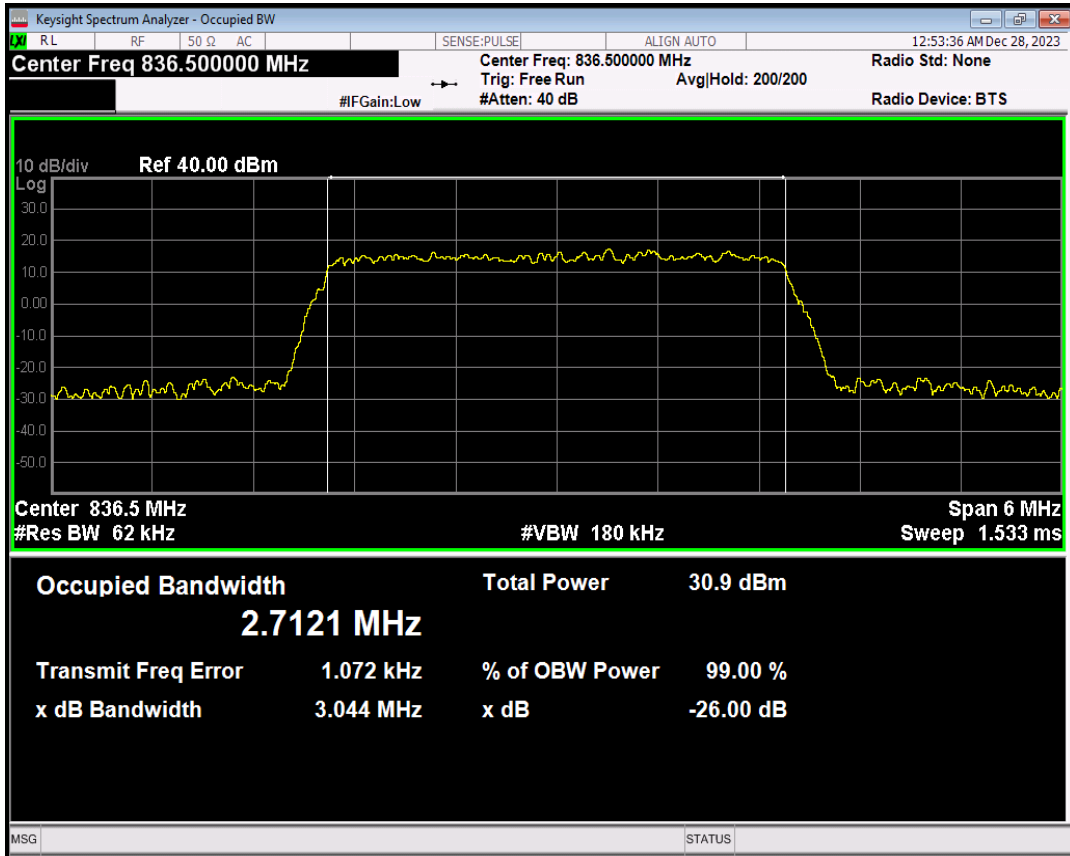 Keysight Spectrum Analyzer - Occupied BW
LXI RL RF 50 Ω AC SENSE:PULSE ALIGN AUTO 12:53:36 AM Dec 28, 2023
Center Freq 836.500000 MHz Center Freq: 836.500000 MHz Radio Std: None
Trig: Free Run Avg|Hold: 200/200
#IFGain:Low #Atten: 40 dB Radio Device: BTS
10 dB/div Ref 40.00 dBm
Log
30.0
20.0
10.0
0.00
-10.0
-20.0
-30.0
-40.0
-50.0
Center 836.5 MHz Span 6 MHz
#Res BW 62 kHz #VBW 180 kHz Sweep 1.533 ms
Occupied Bandwidth Total Power 30.9 dBm
2.7121 MHz
Transmit Freq Error 1.072 kHz % of OBW Power 99.00 %
x dB Bandwidth 3.044 MHz x dB -26.00 dB
MSG STATUS